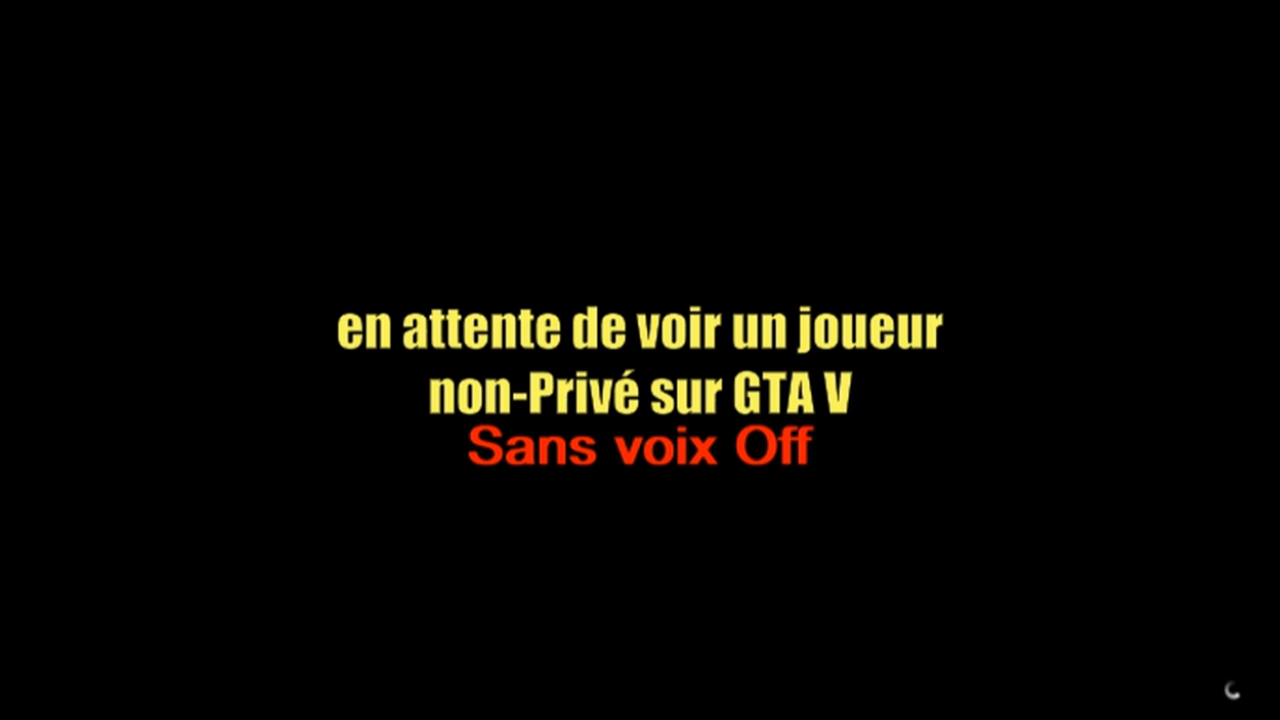 en attente de voir un joueur
non-Privé sur GTA V
Sans voix Off